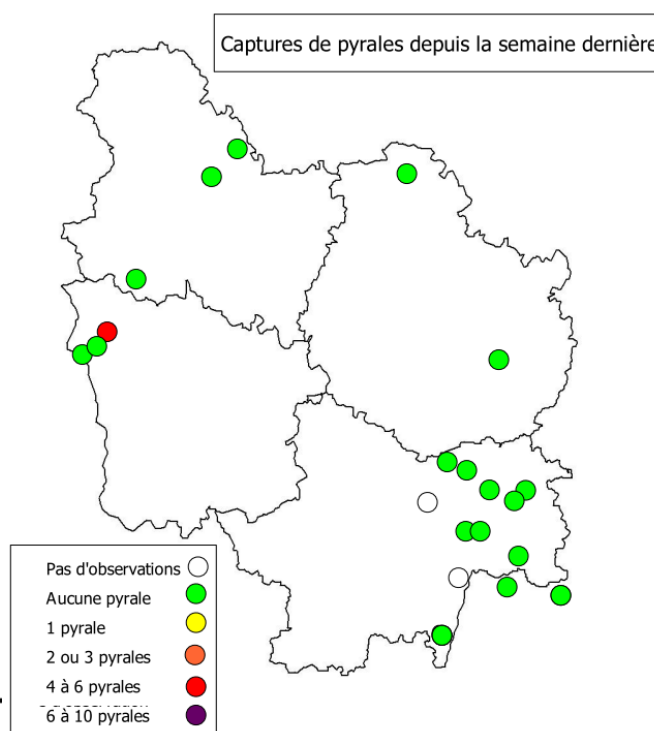 Captures de pyrales depuis la semaine dernière
Pas d'observations
Aucune pyrale
1 pyrale
2 ou 3 pyrales
4 à 6 pyrales
6 à 10 pyrales